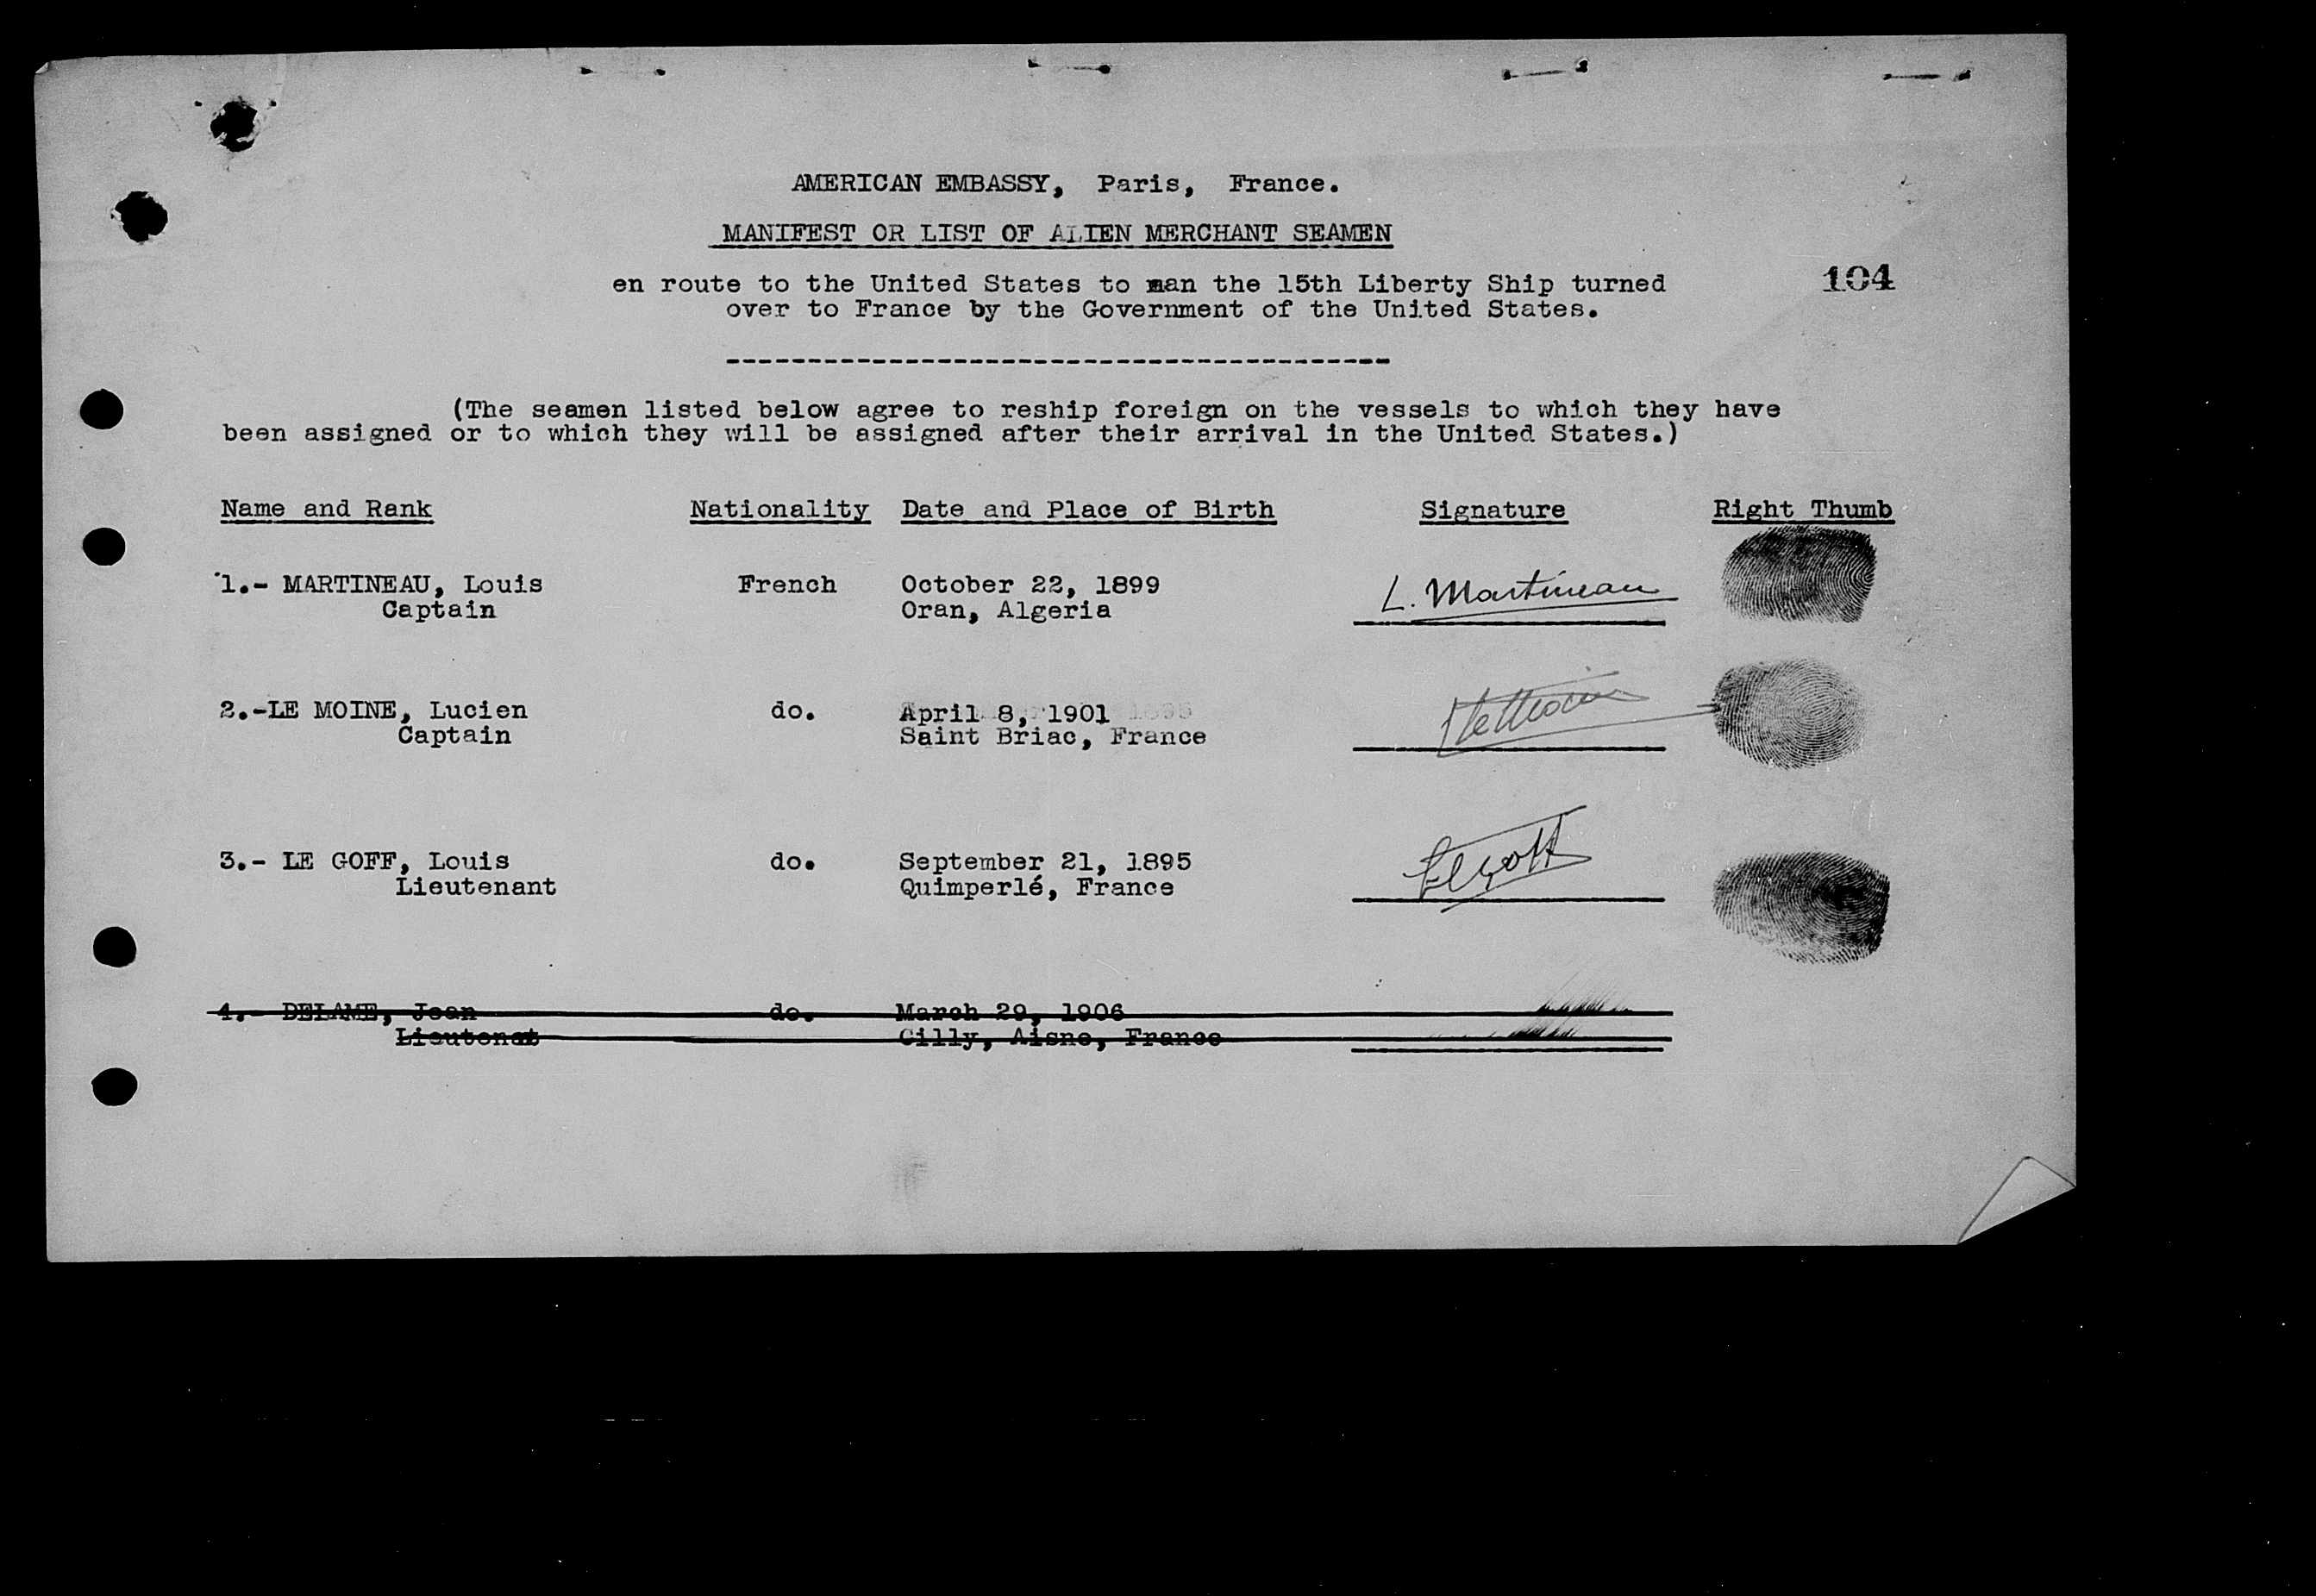 AMERICAN EMBASSY, Paris, France.
MANIFEST OR LIST OF ALIEN MERCHANT SEAMEN
en route to the United States to man the 15th Liberty Ship turned
104
over to France by the Government of the United States.
----------------------------------------
(The seamen listed below agree to reship foreign on the vessels to which they have
been assigned or to which they will be assigned after their arrival in the United States.)
Name and Rank Nationality Date and Place of Birth Signature Right Thumb
1.- MARTINEAU, Louis French October 22, 1899 L. Martineau
Captain Oran, Algeria
2.-LE MOINE, Lucien do. April 8, 1901 LeMoine
Captain Saint Briac, France
3.- LE GOFF, Louis do. September 21, 1895 LeGoff
Lieutenant Quimperlé, France
4.- DELAME, Jean do. March 29, 1906
Lieutenat Cilly, Aisne, France